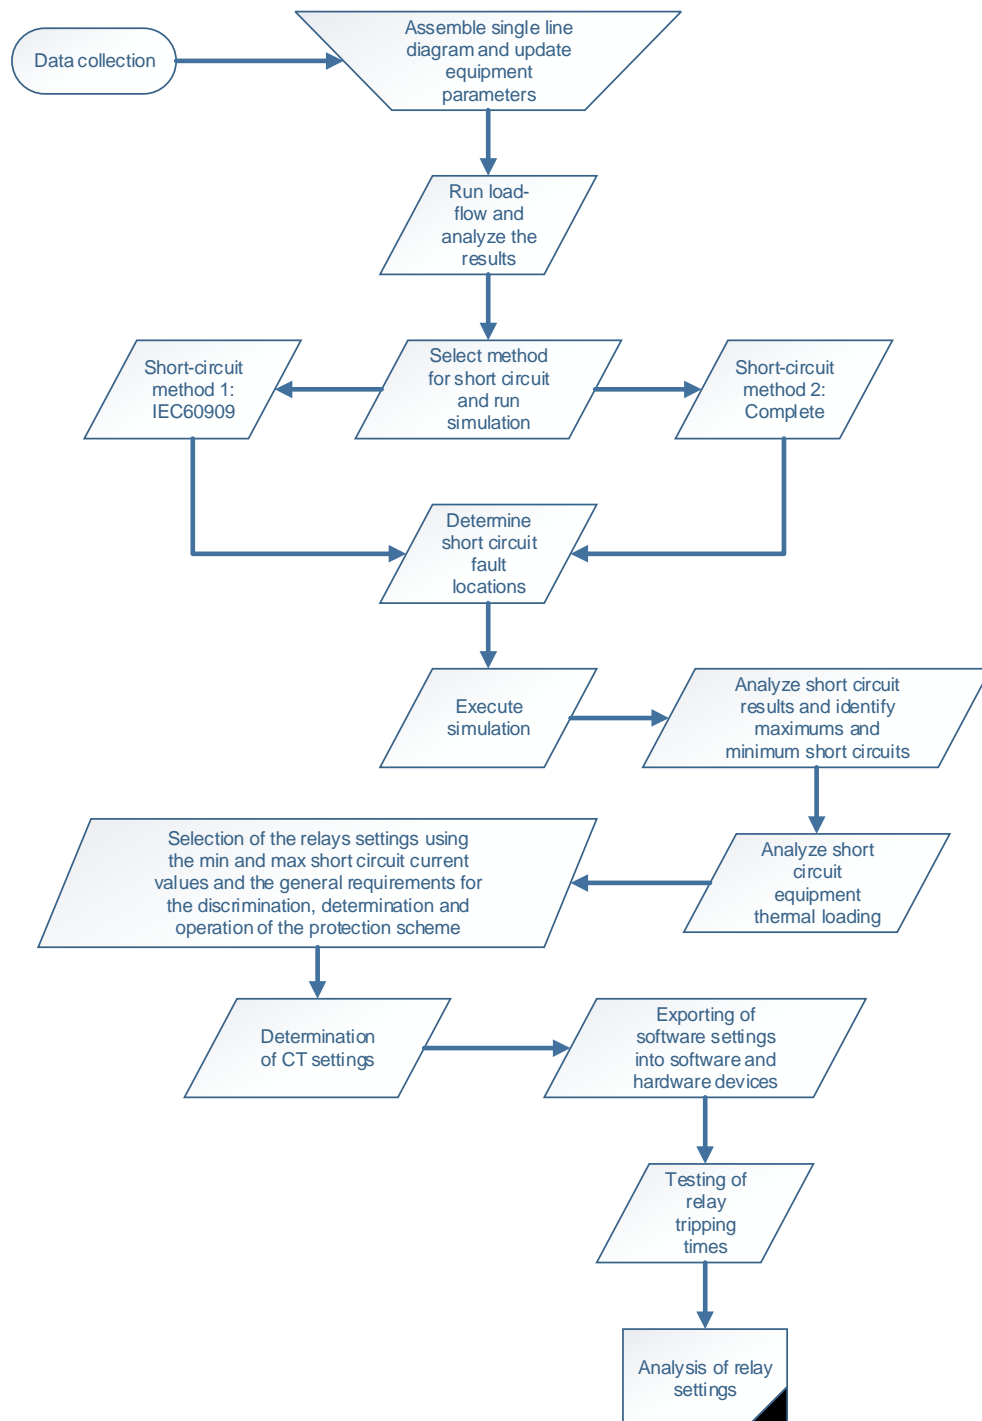 Data collection
Assemble single line
diagram and update
equipment
parameters
Run load-
flow and
analyze the
results
Short-circuit
method 1:
IEC60909
Select method
for short circuit
and run
simulation
Short-circuit
method 2:
Complete
Determine
short circuit
fault
locations
Execute
simulation
Analyze short circuit
results and identify
maximums and
minimum short circuits
Analyze short
circuit
equipment
thermal loading
Selection of the relays settings using
the min and max short circuit current
values and the general requirements for
the discrimination, determination and
operation of the protection scheme
Determination
of CT settings
Exporting of
software settings
into software and
hardware devices
Testing of
relay
tripping
times
Analysis of relay
settings